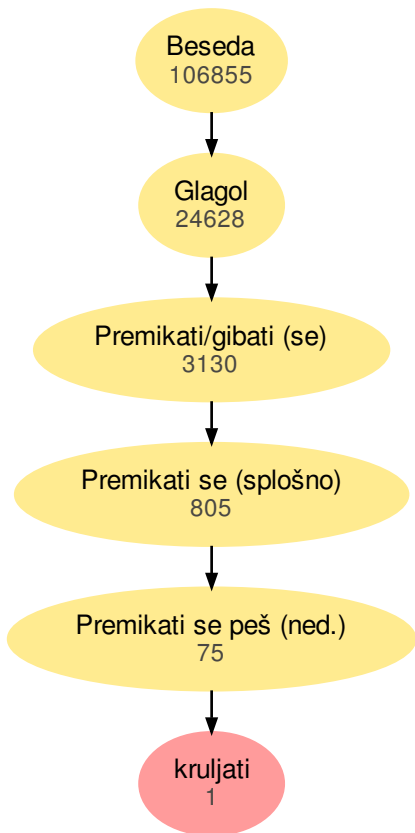 Beseda
106855
Glagol
24628
Premikati/gibati (se)
3130
Premikati se (splošno)
805
Premikati se peš (ned.)
75
kruljati
1